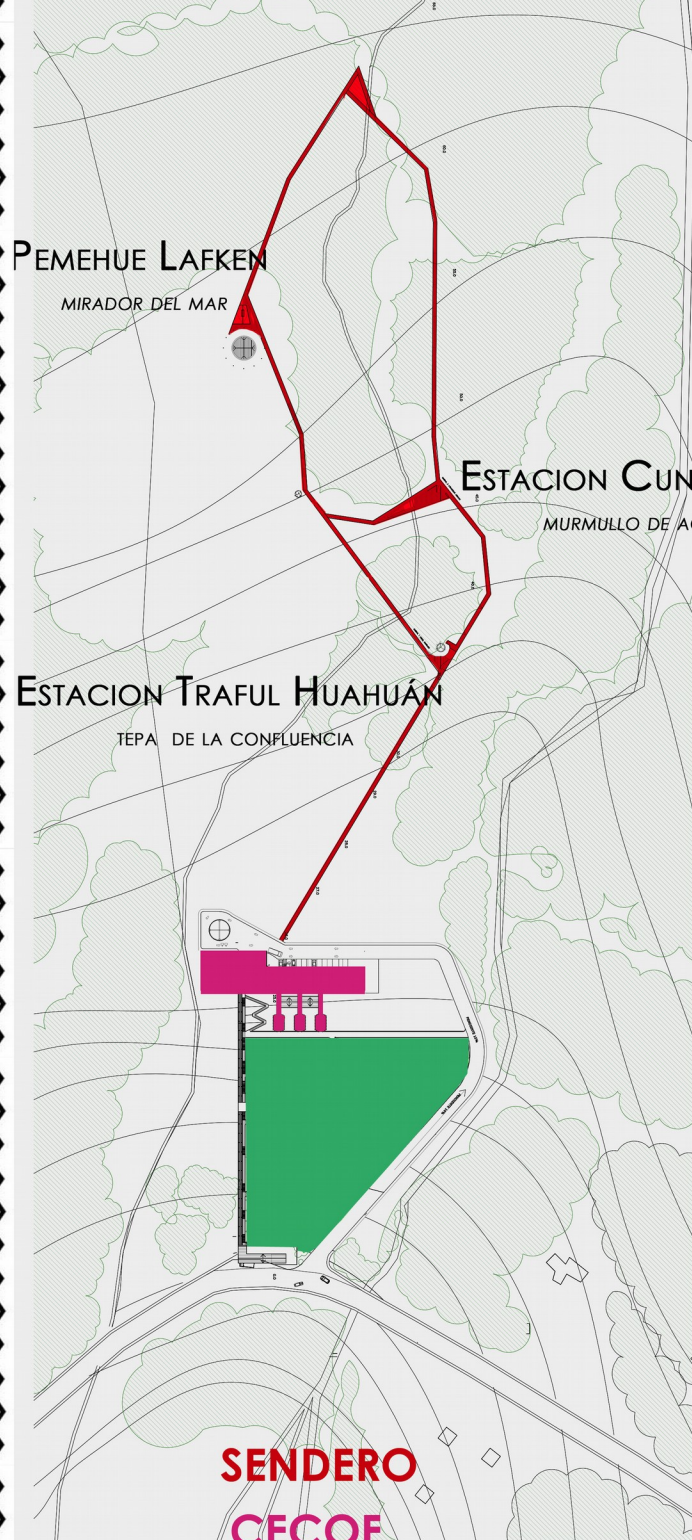 PEMEHUE LAFKEN
MIRADOR DEL MAR
ESTACION CUN
MURMULLO DE A
ESTACION TRAFUL HUAHUÁN
TEPA DE LA CONFLUENCIA
SENDERO
CECOF